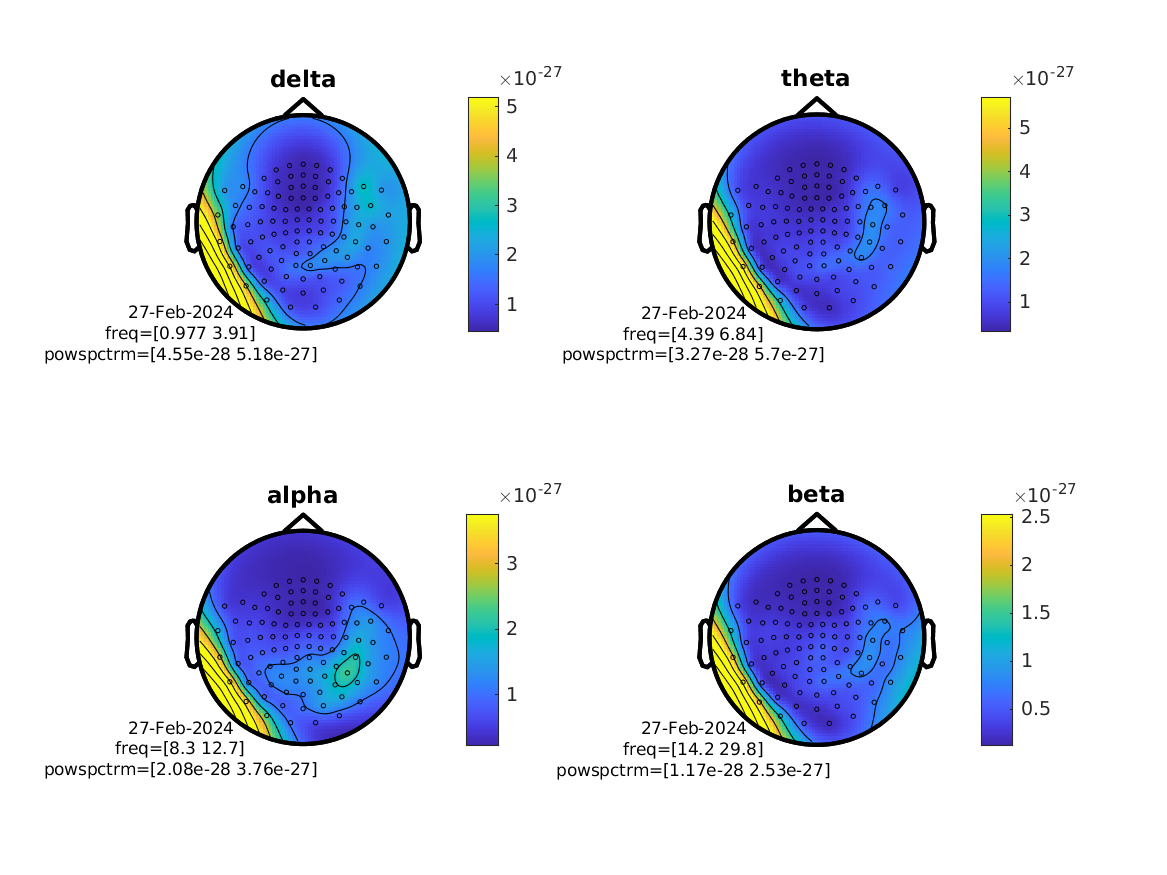 delta
×10-27
5
4
3
2
1
27-Feb-2024
freq=[0.977 3.91]
powspctrm=[4.55e-28 5.18e-27]
theta
×10-27
5
4
3
2
1
27-Feb-2024
freq=[4.39 6.84]
powspctrm=[3.27e-28 5.7e-27]
alpha
×10-27
3
2
1
27-Feb-2024
freq=[8.3 12.7]
powspctrm=[2.08e-28 3.76e-27]
beta
×10-27
2.5
2
1.5
1
0.5
27-Feb-2024
freq=[14.2 29.8]
powspctrm=[1.17e-28 2.53e-27]